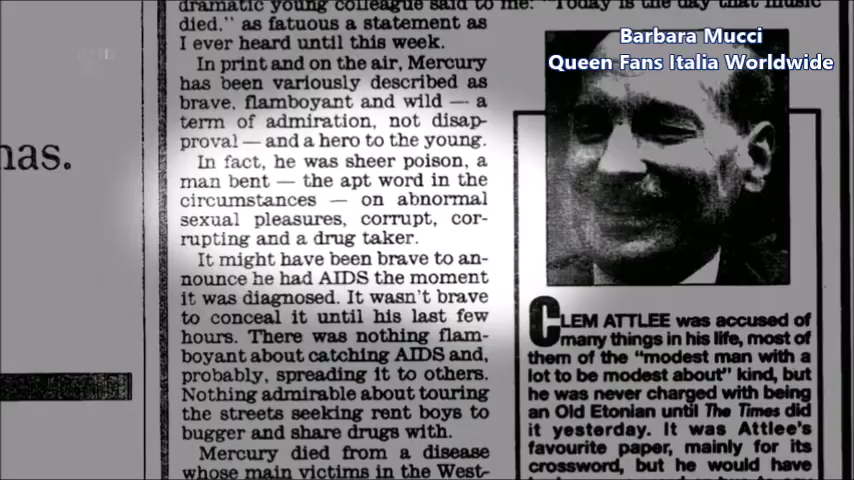 dramatic young colleague said to me: "Today is the day that music
died," as fatuous a statement as
I ever heard until this week.
In print and on the air, Mercury
has been variously described as
brave, flamboyant and wild — a
term of admiration, not disap-
proval — and a hero to the young.
In fact, he was sheer poison, a
man bent — the apt word in the
circumstances — on abnormal
sexual pleasures, corrupt, cor-
rupting and a drug taker.
It might have been brave to an-
nounce he had AIDS the moment
it was diagnosed. It wasn't brave
to conceal it until his last few
hours. There was nothing flam-
boyant about catching AIDS and,
probably, spreading it to others.
Nothing admirable about touring
the streets seeking rent boys to
bugger and share drugs with.
Mercury died from a disease
whose main victims in the West-
nas.
Barbara Mucci
Queen Fans Italia Worldwide
CLEM ATTLEE was accused of
many things in his life, most of
them of the "modest man with a
lot to be modest about" kind, but
he was never charged with being
an Old Etonian until The Times did
it yesterday. It was Attlee's
favourite paper, mainly for its
crossword, but he would have